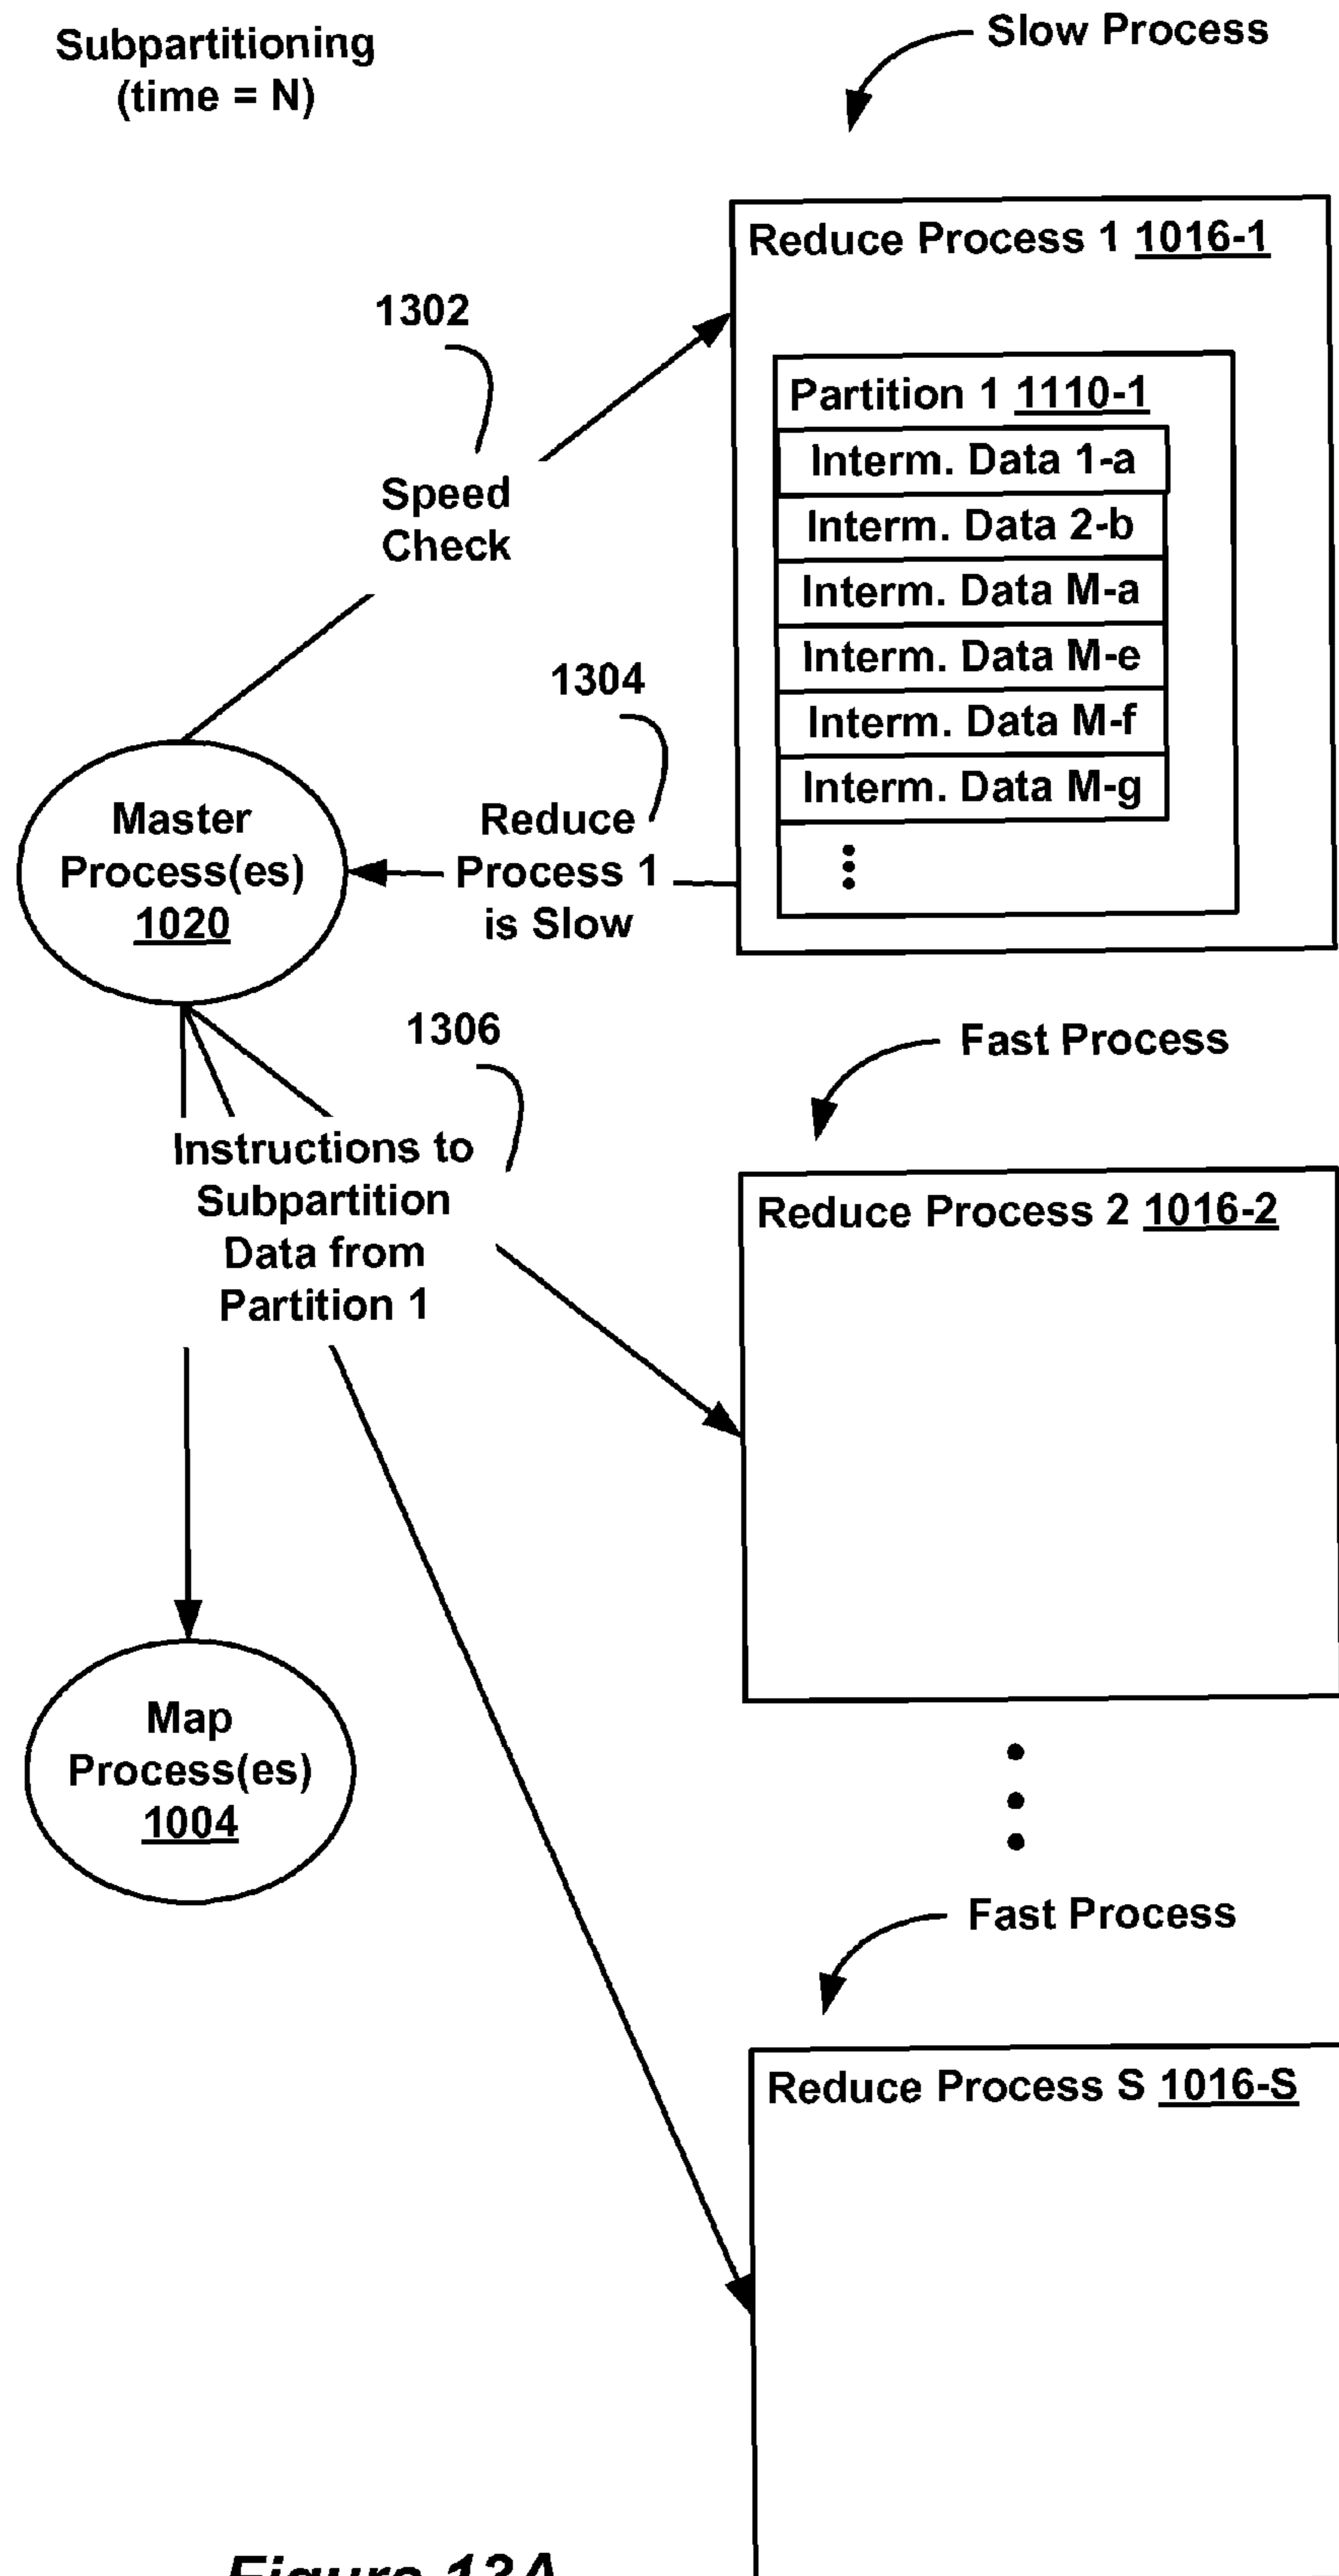 Subpartitioning
(time = N)
Slow Process
Reduce Process 1 1016-1
1302
Partition 1 1110-1
Interm. Data 1-a
Interm. Data 2-b
Interm. Data M-a
Interm. Data M-e
Interm. Data M-f
Interm. Data M-g
Speed
Check
1304
Master
Process(es)
1020
Reduce
Process 1
is Slow
1306
Fast Process
Instructions to
Subpartition
Data from
Partition 1
Reduce Process 2 1016-2
Map
Process(es)
1004
Fast Process
Reduce Process S 1016-S
Figure 13A